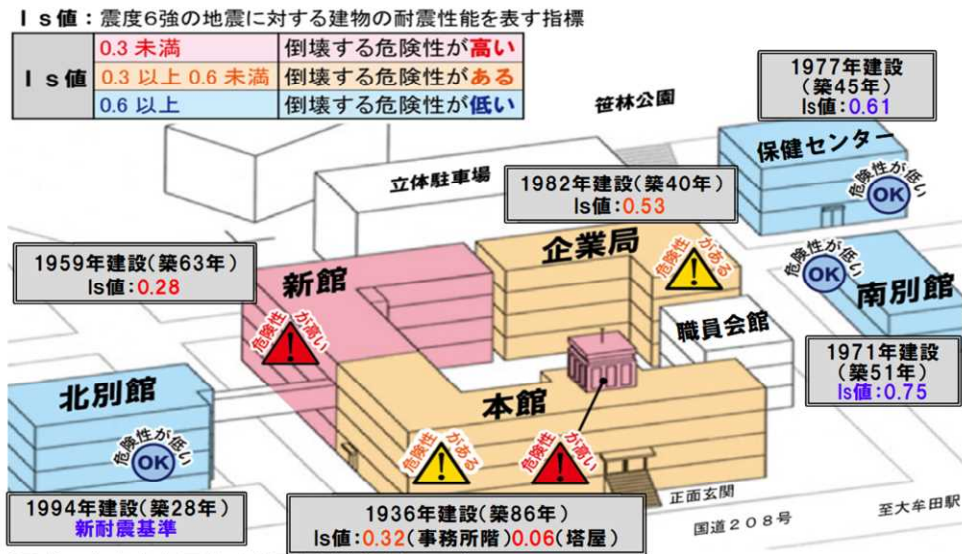 Ｉｓ値：震度６強の地震に対する建物の耐震性能を表す指標
Ｉｓ値
0.3 未満 倒壊する危険性が高い
0.3 以上 0.6 未満 倒壊する危険性がある
0.6 以上 倒壊する危険性が低い
笹林公園
1977年建設
(築45年)
Is値：0.61
保健センター
危険性が低い
OK
立体駐車場
1982年建設(築40年)
Is値：0.53
企業局
危険性がある
!
1959年建設(築63年)
Is値：0.28
新館
危険性が高い
!
危険性が低い
OK
南別館
職員会館
1971年建設
(築51年)
Is値：0.75
北別館
危険性が低い
OK
1994年建設(築28年)
新耐震基準
本館
危険性がある
!
危険性が高い
!
正面玄関
国道２０８号
至大牟田駅
1936年建設(築86年)
Is値：0.32(事務所階)0.06(塔屋)